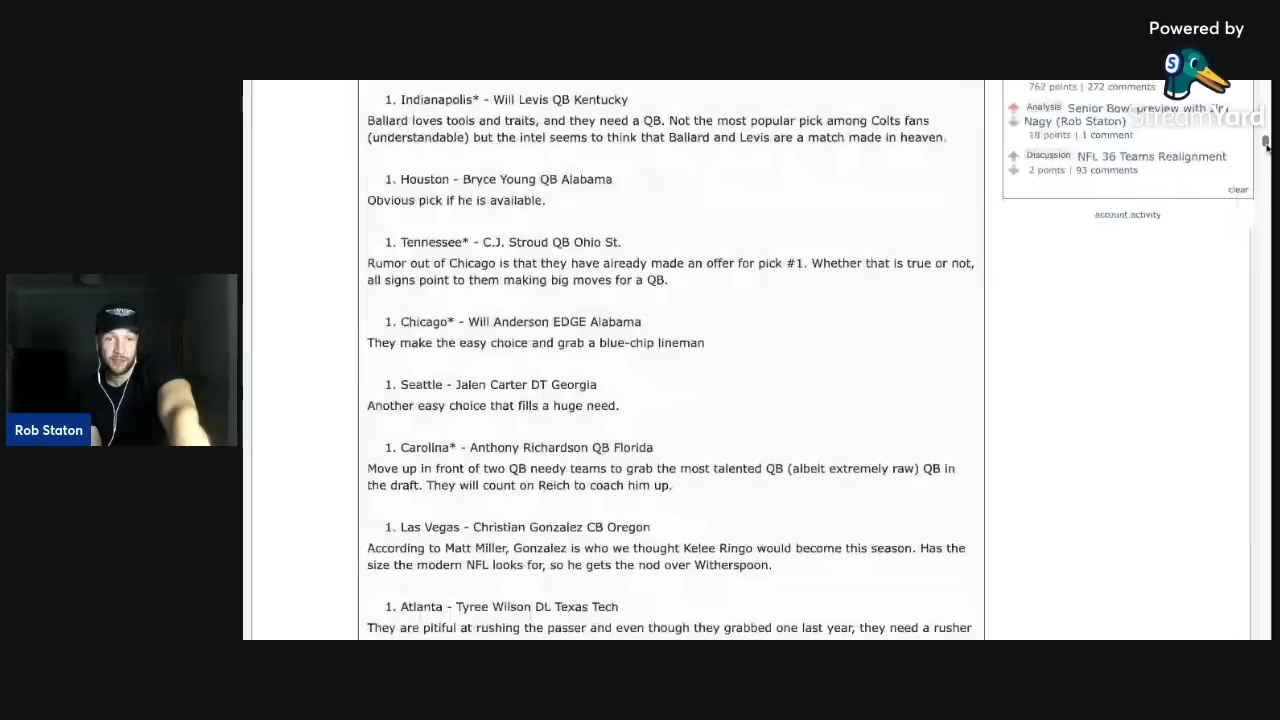 Powered by
S
StreamYard
1. Indianapolis* - Will Levis QB Kentucky
Ballard loves tools and traits, and they need a QB. Not the most popular pick among Colts fans
(understandable) but the intel seems to think that Ballard and Levis are a match made in heaven.
1. Houston - Bryce Young QB Alabama
Obvious pick if he is available.
1. Tennessee* - C.J. Stroud QB Ohio St.
Rumor out of Chicago is that they have already made an offer for pick #1. Whether that is true or not,
all signs point to them making big moves for a QB.
1. Chicago* - Will Anderson EDGE Alabama
They make the easy choice and grab a blue-chip lineman
1. Seattle - Jalen Carter DT Georgia
Another easy choice that fills a huge need.
1. Carolina* - Anthony Richardson QB Florida
Move up in front of two QB needy teams to grab the most talented QB (albeit extremely raw) QB in
the draft. They will count on Reich to coach him up.
1. Las Vegas - Christian Gonzalez CB Oregon
According to Matt Miller, Gonzalez is who we thought Kelee Ringo would become this season. Has the
size the modern NFL looks for, so he gets the nod over Witherspoon.
1. Atlanta - Tyree Wilson DL Texas Tech
They are pitiful at rushing the passer and even though they grabbed one last year, they need a rusher
762 points | 272 comments
Analysis Senior Bowl preview with Jim
Nagy (Rob Staton)
18 points | 1 comment
Discussion NFL 36 Teams Realignment
2 points | 93 comments
clear
account activity
Rob Staton